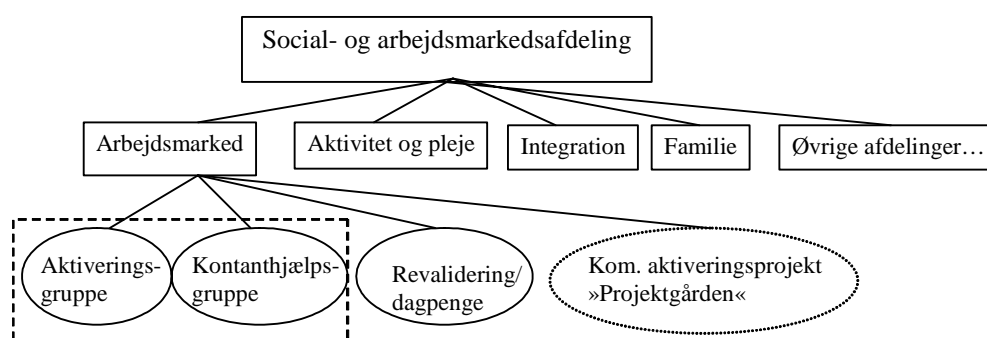 Social- og arbejdsmarkedsafdeling
Arbejdsmarked
Aktivitet og pleje
Integration
Familie
Øvrige afdelinger…
Aktiverings-
gruppe
Kontanthjælps-
gruppe
Revalidering/
dagpenge
Kom. aktiveringsprojekt
»Projektgården«